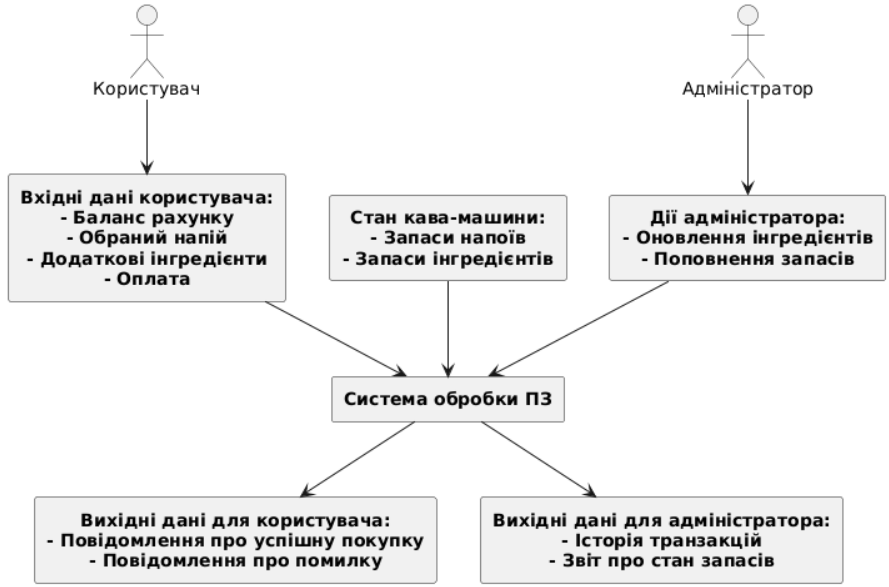 Користувач
Адміністратор
Вхідні дані користувача:
- Баланс рахунку
- Обраний напій
- Додаткові інгредієнти
- Оплата
Стан кава-машини:
- Запаси напоїв
- Запаси інгредієнтів
Дії адміністратора:
- Оновлення інгредієнтів
- Поповнення запасів
Система обробки ПЗ
Вихідні дані для користувача:
- Повідомлення про успішну покупку
- Повідомлення про помилку
Вихідні дані для адміністратора:
- Історія транзакцій
- Звіт про стан запасів